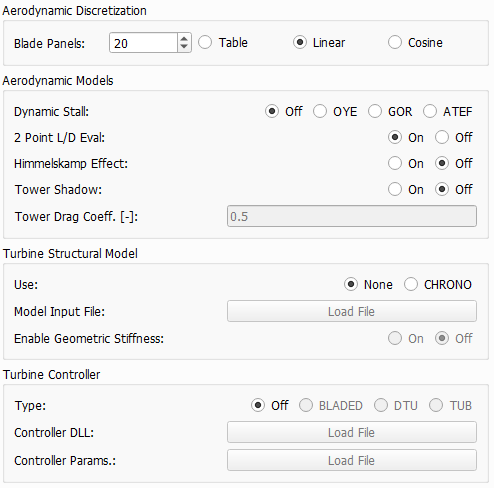 Aerodynamic Discretization
Blade Panels: 20 Table Linear Cosine
Aerodynamic Models
Dynamic Stall: Off OYE GOR ATEF
2 Point L/D Eval: On Off
Himmelskamp Effect: On Off
Tower Shadow: On Off
Tower Drag Coeff. [-]: 0.5
Turbine Structural Model
Use: None CHRONO
Model Input File: Load File
Enable Geometric Stiffness: On Off
Turbine Controller
Type: Off BLADED DTU TUB
Controller DLL: Load File
Controller Params.: Load File